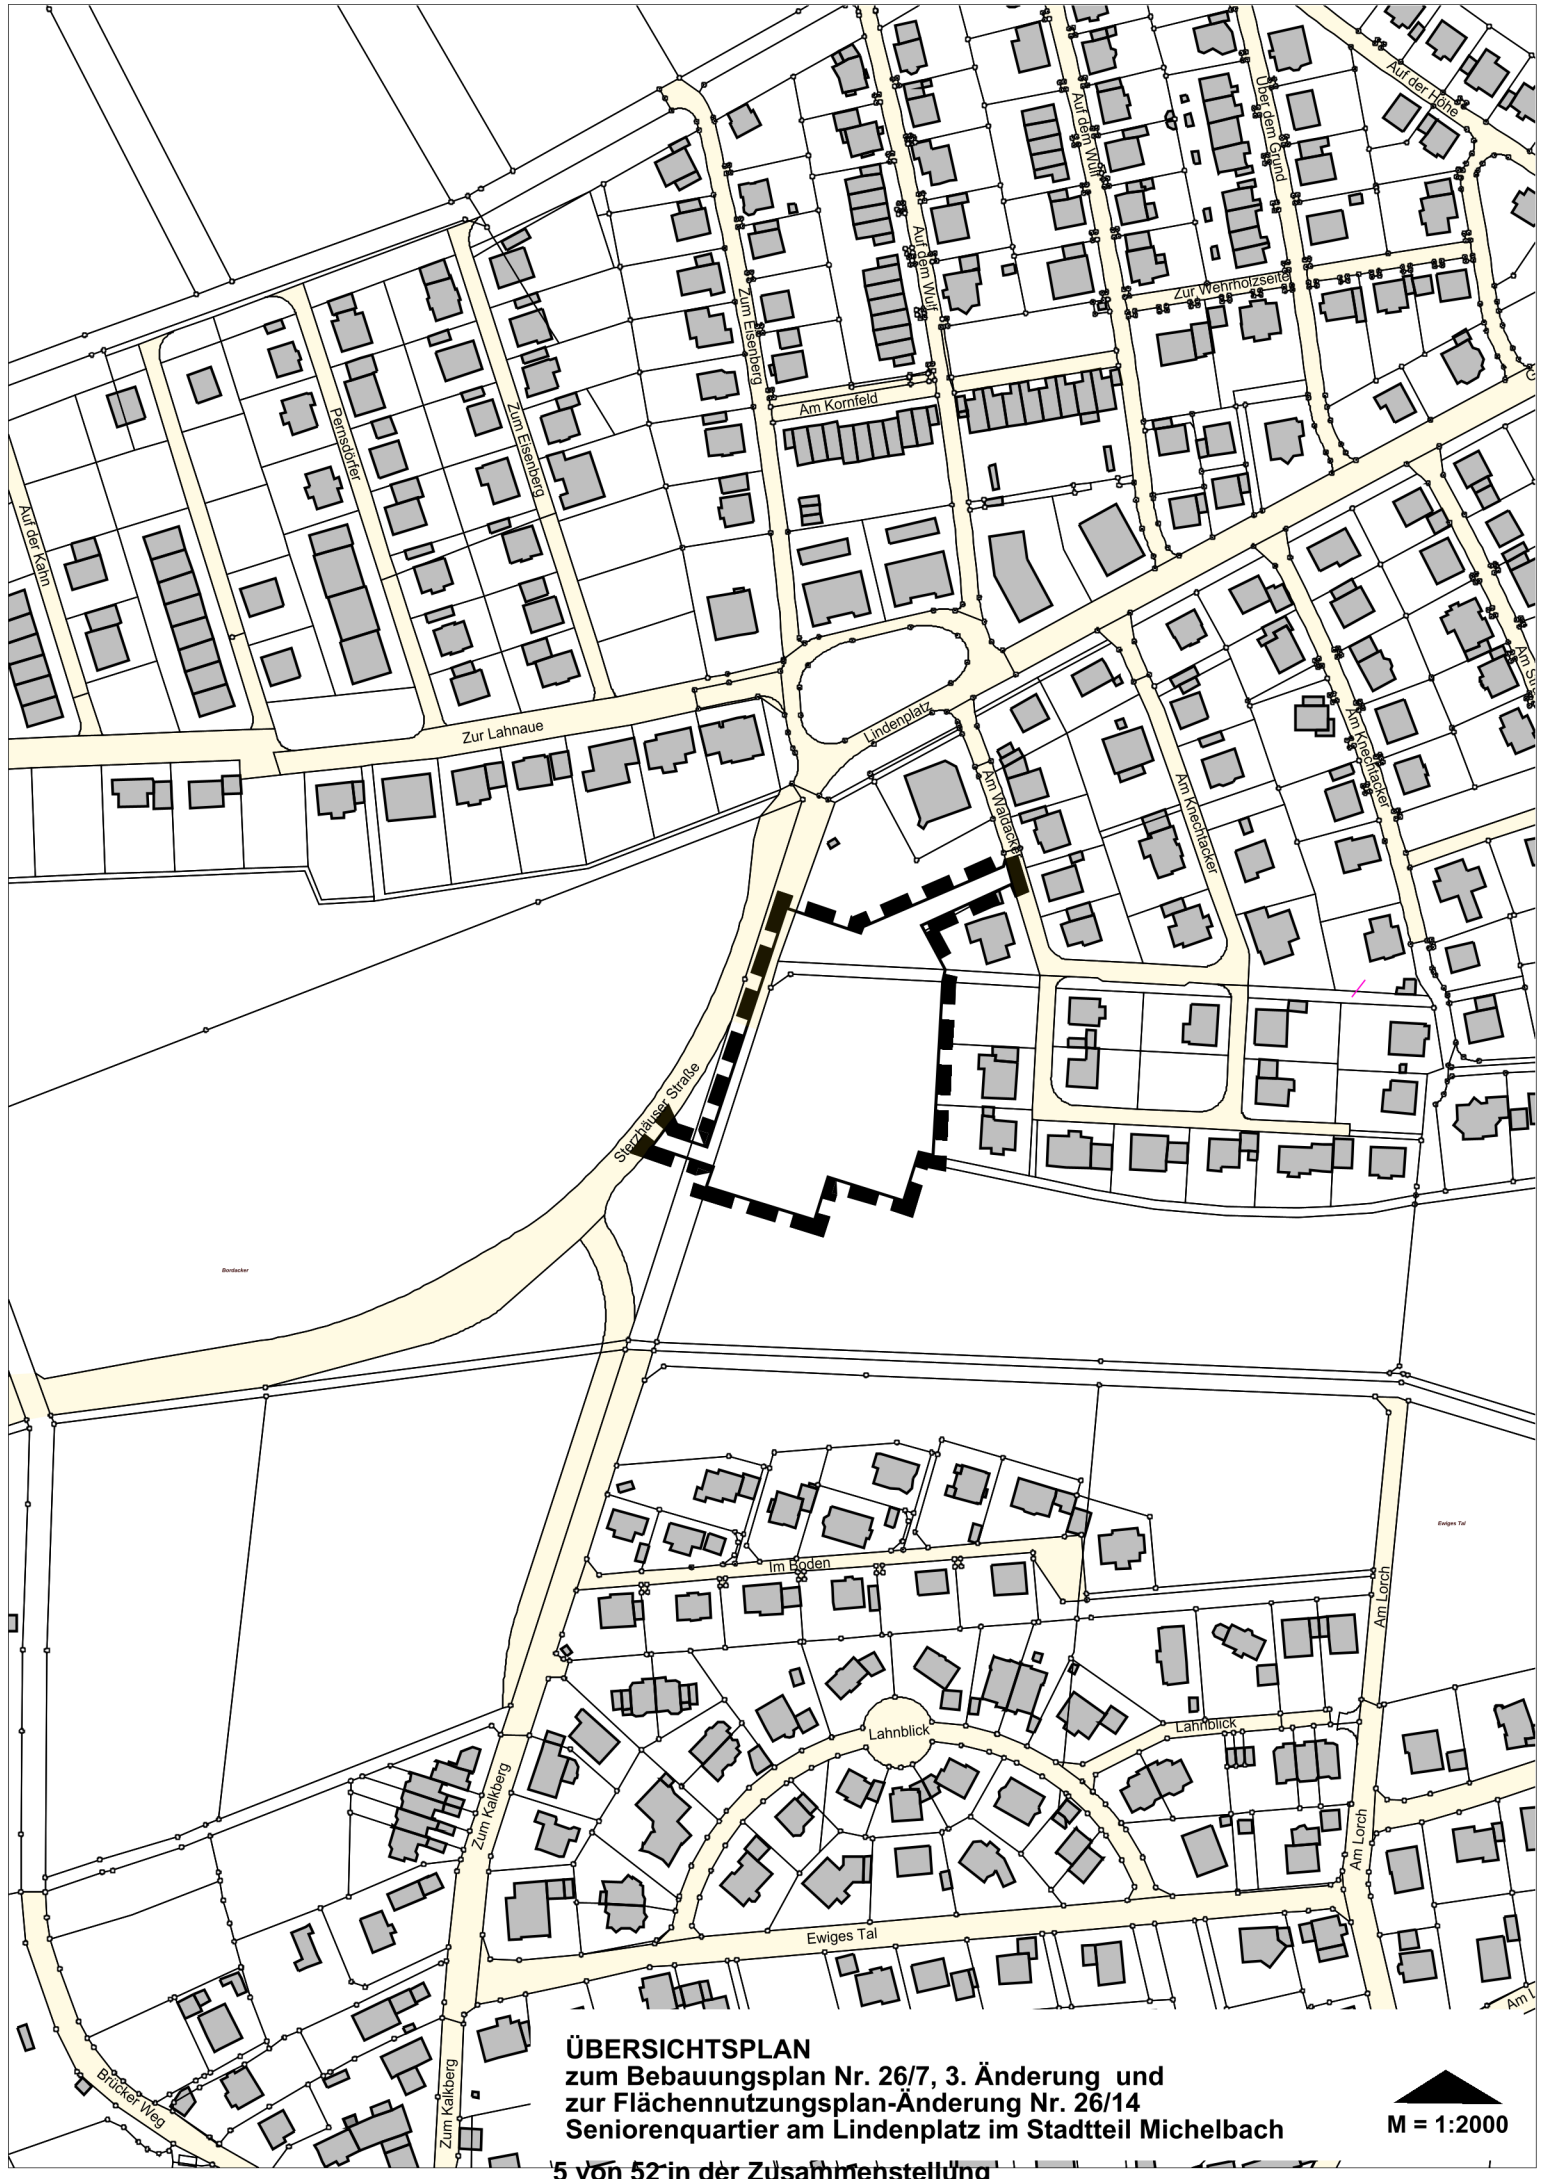 Auf der Höhe
Auf dem Wulf
Über dem Grund
Auf dem Wulf
Zur Wehrholzseite
Zum Eisenberg
Am Kornfeld
Pernsdörfer
Zum Eisenberg
Auf der Kahn
Zur Lahnaue
Lindenplatz
Am Waldacker
Am Knechtacker
Am Knechtacker
Sterzhäuser Straße
Bordacker
Ewiges Tal
Im Boden
Am Lorch
Lahnblick
Lahnblick
Zum Kalkberg
Am Lorch
Ewiges Tal
Brücker Weg
Zum Kalkberg
ÜBERSICHTSPLAN
zum Bebauungsplan Nr. 26/7, 3. Änderung und
zur Flächennutzungsplan-Änderung Nr. 26/14
Seniorenquartier am Lindenplatz im Stadtteil Michelbach
M = 1:2000
5 von 52 in der Zusammenstellung